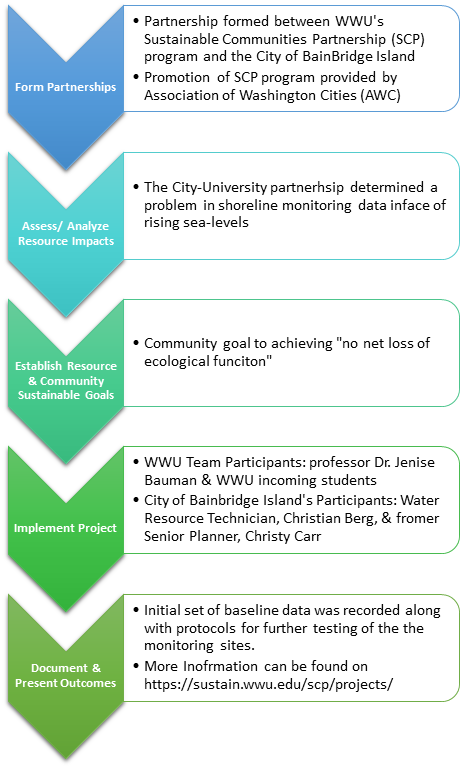 Form Partnerships
• Partnership formed between WWU's
Sustainable Communities Partnership (SCP)
program and the City of BainBridge Island
• Promotion of SCP program provided by
Association of Washington Cities (AWC)
Assess/ Analyze
Resource Impacts
• The City-University partnerhsip determined a
problem in shoreline monitoring data inface of
rising sea-levels
Establish Resource
& Community
Sustainable Goals
• Community goal to achieving "no net loss of
ecological funciton"
Implement Project
• WWU Team Participants: professor Dr. Jenise
Bauman & WWU incoming students
• City of Bainbridge Island's Participants: Water
Resource Technician, Christian Berg, & fromer
Senior Planner, Christy Carr
Document &
Present Outcomes
• Initial set of baseline data was recorded along
with protocols for further testing of the the
monitoring sites.
• More Inofrmation can be found on
https://sustain.wwu.edu/scp/projects/